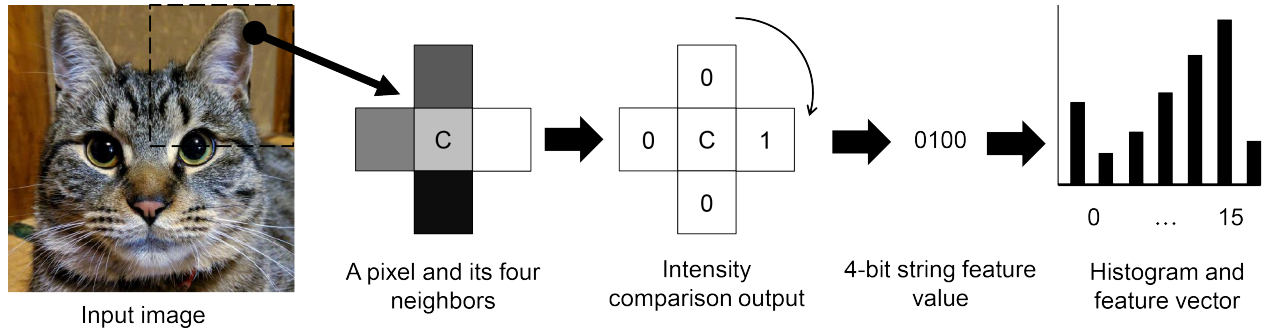 C
0
0 C 1
0
0100
0 … 15
A pixel and its four
neighbors
Intensity
comparison output
4-bit string feature
value
Histogram and
feature vector
Input image